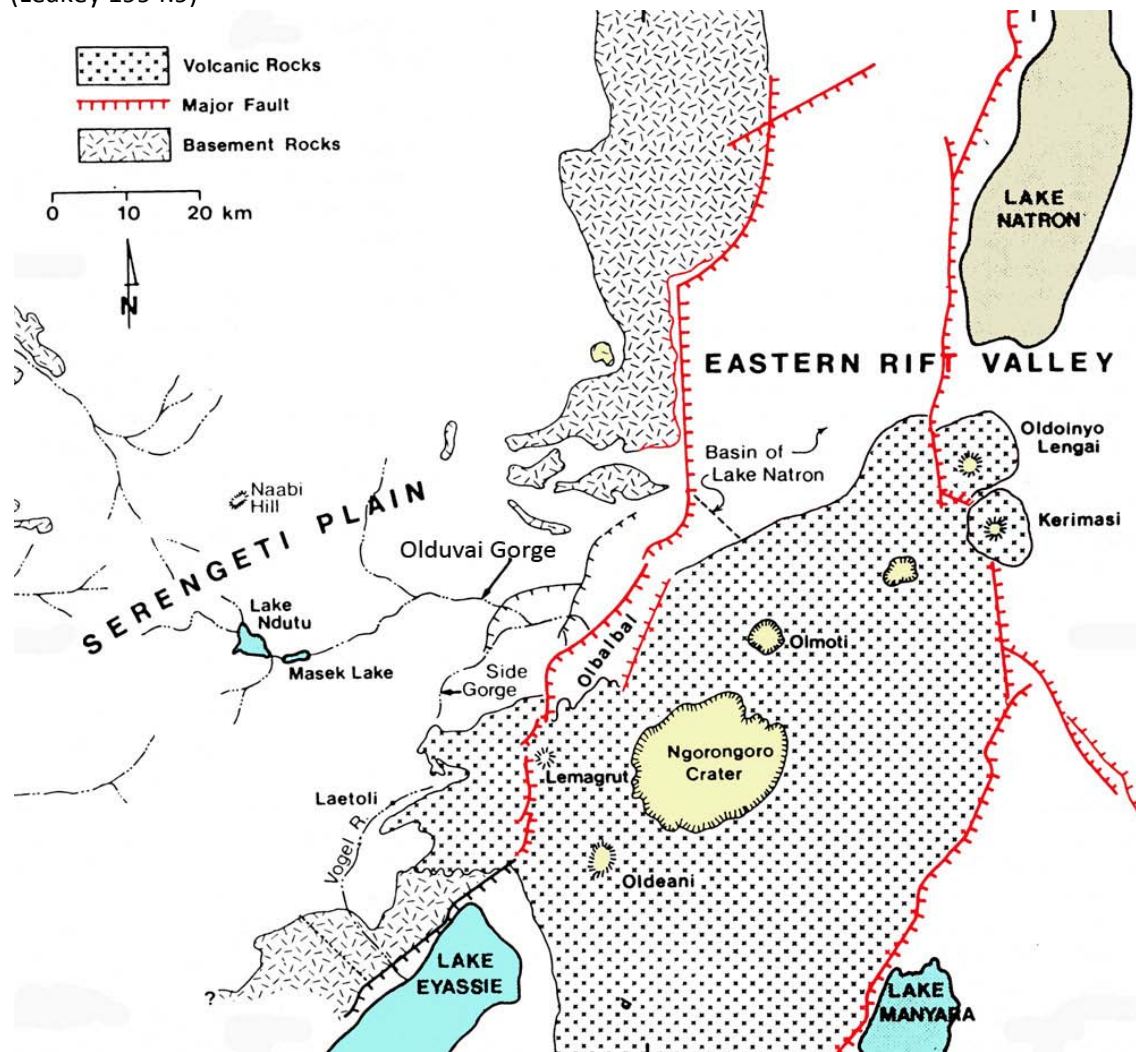 Volcanic Rocks
Major Fault
Basement Rocks
0 10 20 km
N
LAKE
NATRON
EASTERN RIFT VALLEY
Oldoinyo
Lengai
Basin of
Lake Natron
Naabi
Hill
SERENGETI PLAIN
Kerimasi
Olduvai Gorge
Lake
Ndutu
Masek Lake
Olbalbal
Olmoti
Side
Gorge
Ngorongoro
Crater
Lemagrut
Laetoli
Vogel R.
Oldeani
LAKE
EYASSIE
?
LAKE
MANYARA
d